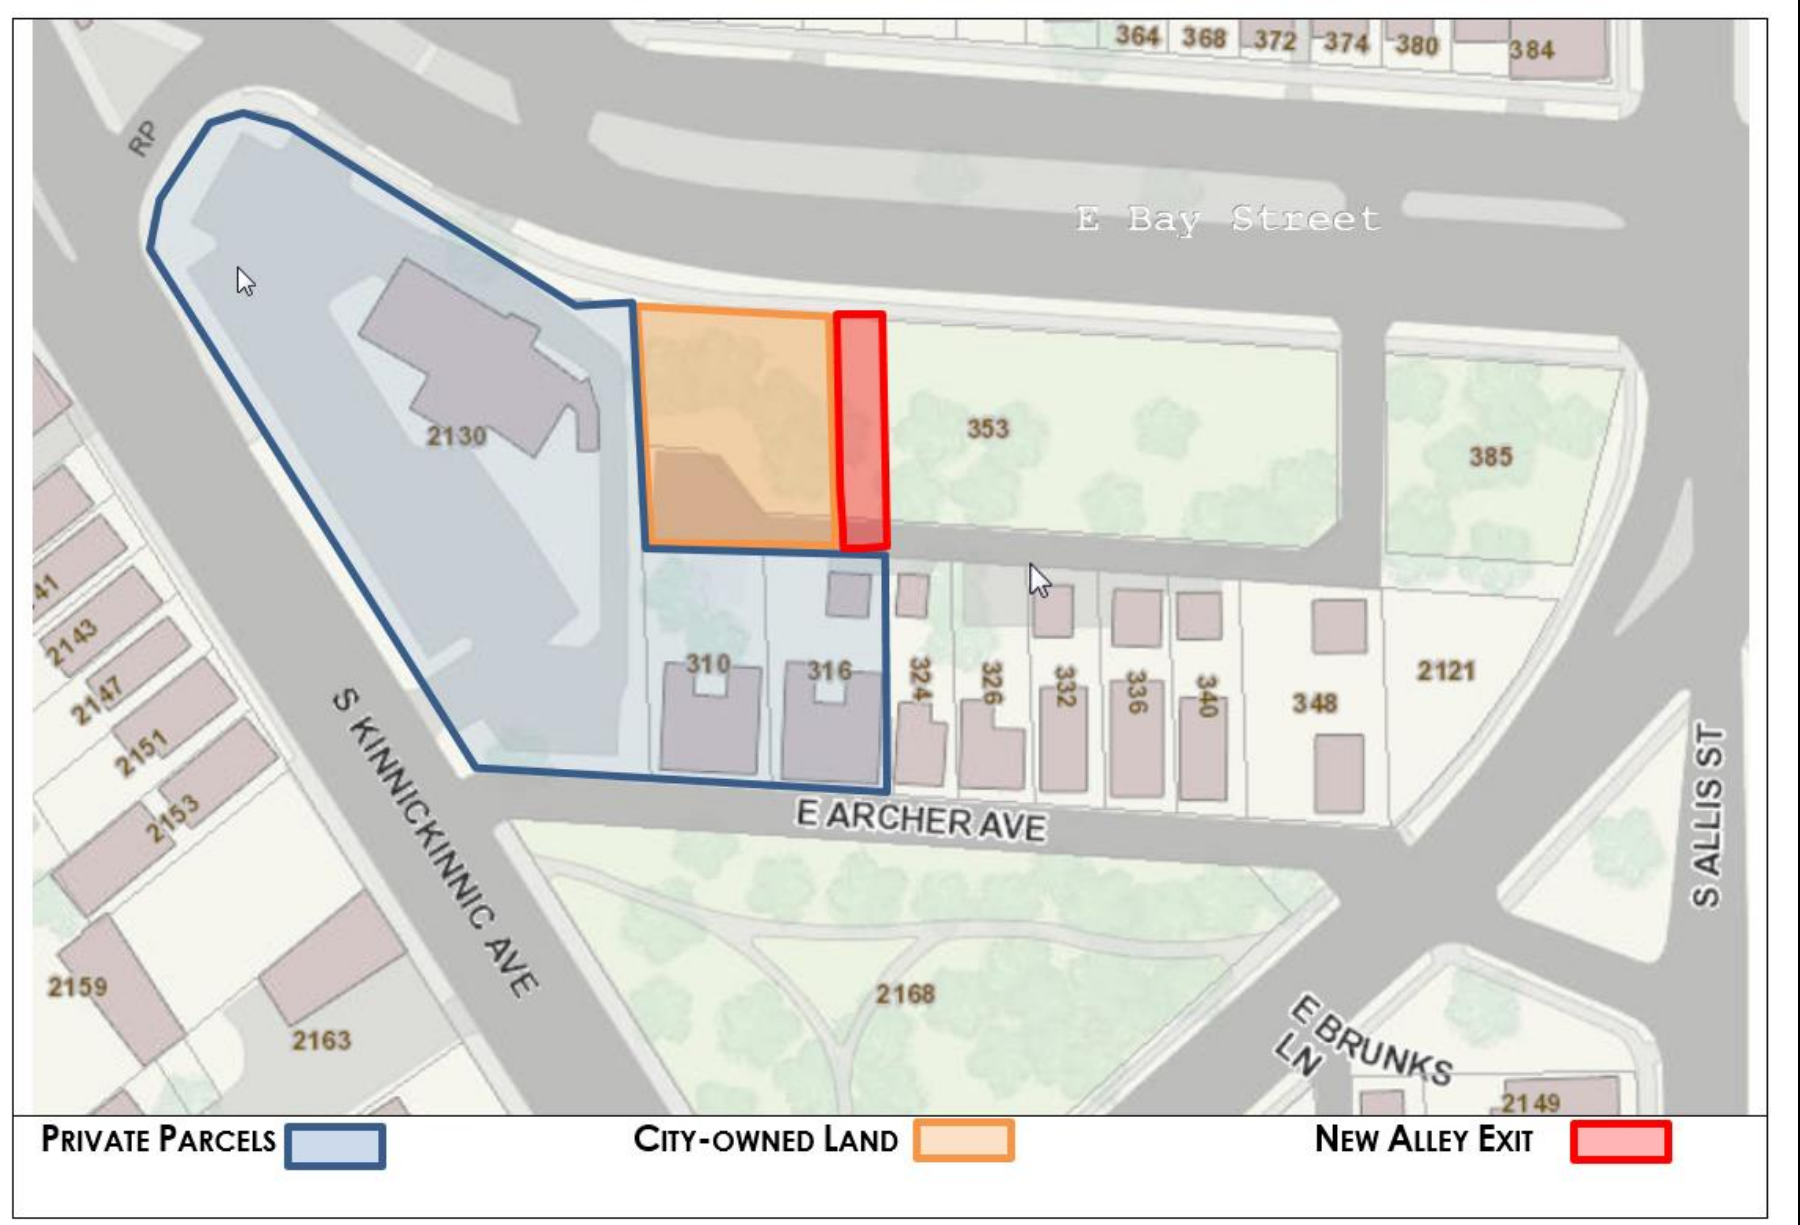 364 368 372 374 380 384
RP
E Bay Street
2130
353
385
41
2143
2147
2151
2153
310
316
324
326
332
336
340
348
2121
S KINNICKINNIC AVE
E ARCHER AVE
S ALLIS ST
2159
2163
2168
E BRUNKS
LN
2149
PRIVATE PARCELS
CITY-OWNED LAND
NEW ALLEY EXIT